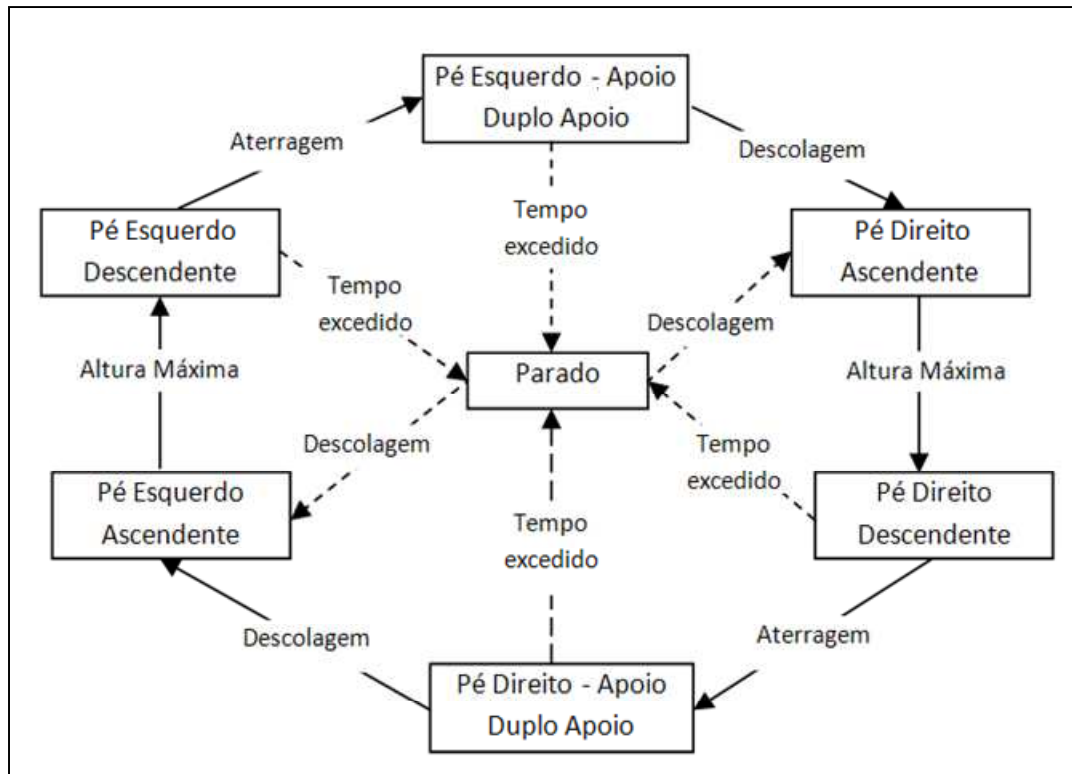 Pé Esquerdo - Apoio
Duplo Apoio
Aterragem
Descolagem
Pé Esquerdo
Descendente
Tempo
excedido
Pé Direito
Ascendente
Tempo
excedido
Descolagem
Altura Máxima
Parado
Altura Máxima
Descolagem
Tempo
excedido
Pé Esquerdo
Ascendente
Tempo
excedido
Pé Direito
Descendente
Descolagem
Aterragem
Pé Direito - Apoio
Duplo Apoio